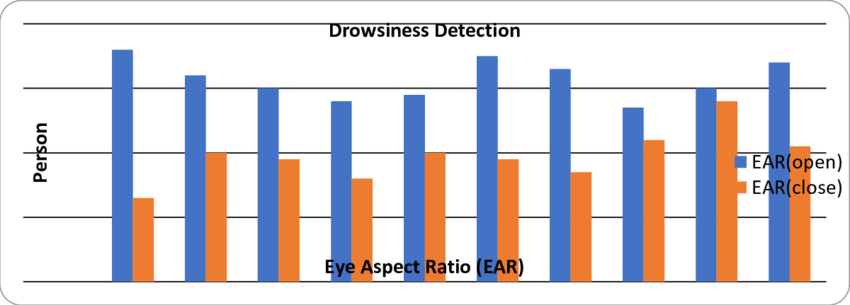 Drowsiness Detection
Person
EAR(open)
EAR(close)
Eye Aspect Ratio (EAR)